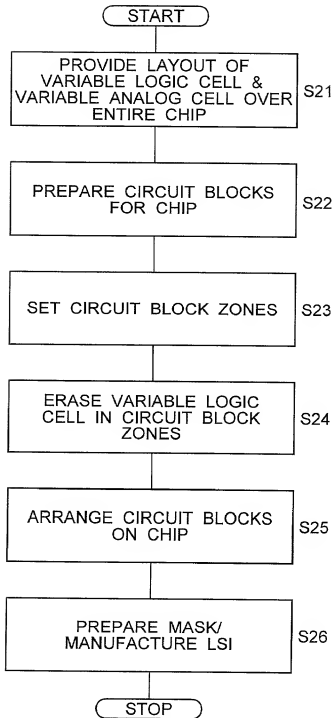 START
PROVIDE LAYOUT OF
VARIABLE LOGIC CELL &
VARIABLE ANALOG CELL OVER
ENTIRE CHIP
S21
PREPARE CIRCUIT BLOCKS
FOR CHIP
S22
SET CIRCUIT BLOCK ZONES
S23
ERASE VARIABLE LOGIC
CELL IN CIRCUIT BLOCK
ZONES
S24
ARRANGE CIRCUIT BLOCKS
ON CHIP
S25
PREPARE MASK/
MANUFACTURE LSI
S26
STOP